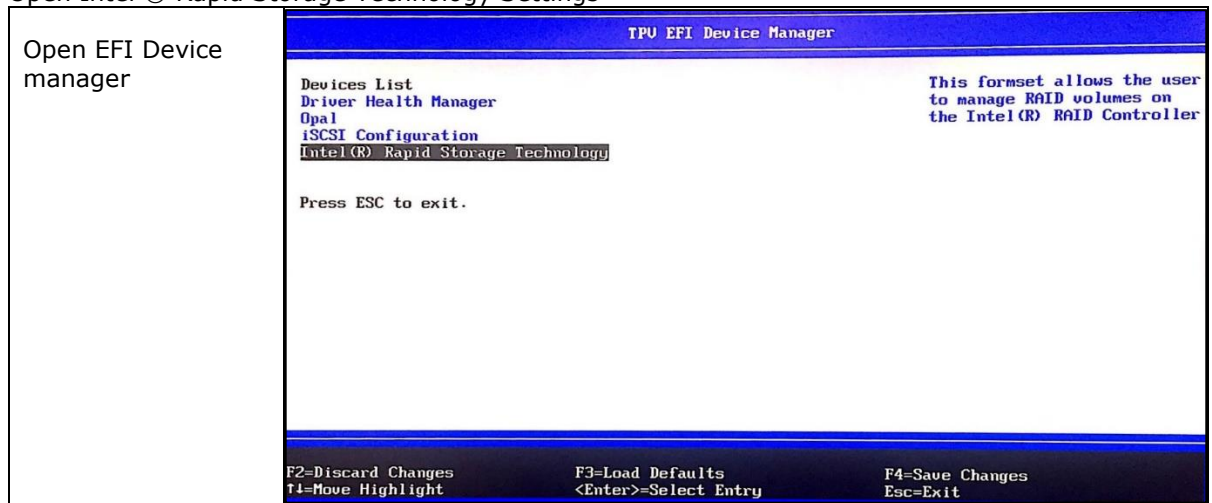 Open Intel ® Rapid Storage Technology Settings
Open EFI Device
manager
TPV EFI Device Manager
Devices List
Driver Health Manager
Opal
iSCSI Configuration
Intel(R) Rapid Storage Technology
Press ESC to exit.
This formset allows the user
to manage RAID volumes on
the Intel(R) RAID Controller
F2=Discard Changes F3=Load Defaults F4=Save Changes
↑↓=Move Highlight <Enter>=Select Entry Esc=Exit